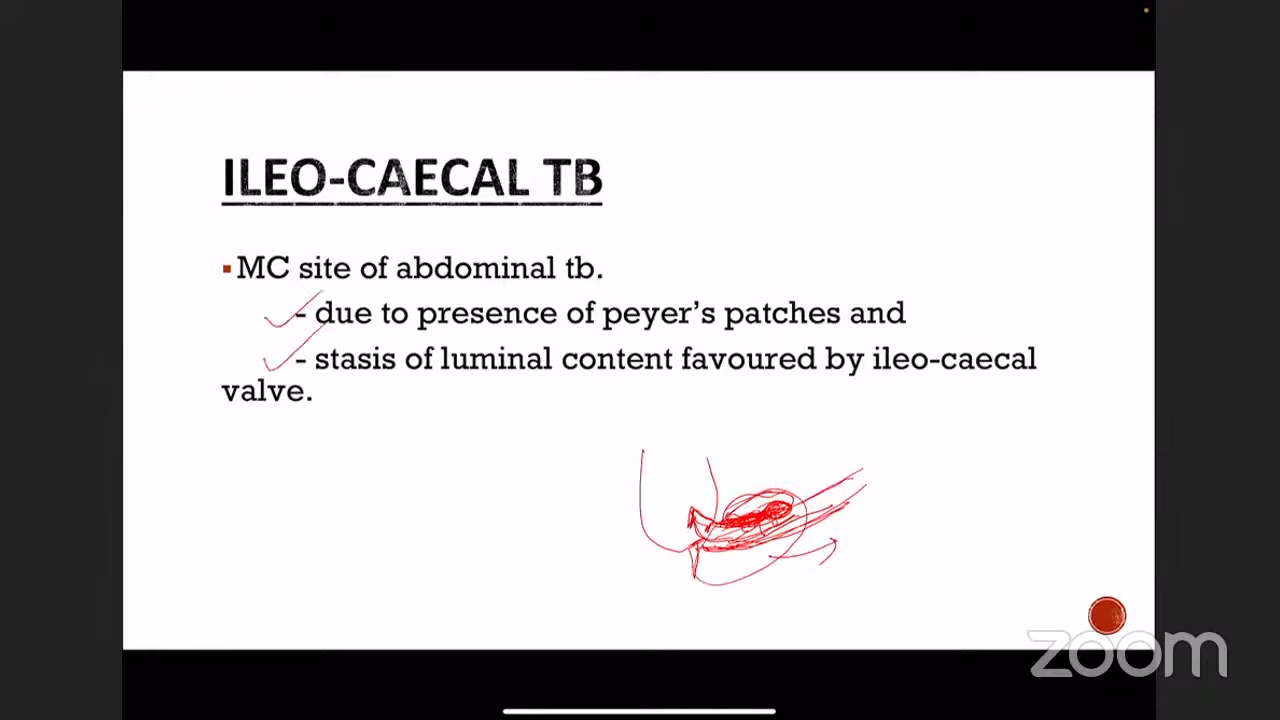 ILEO-CAECAL TB
MC site of abdominal tb.
- due to presence of peyer's patches and
- stasis of luminal content favoured by ileo-caecal
valve.
zoom